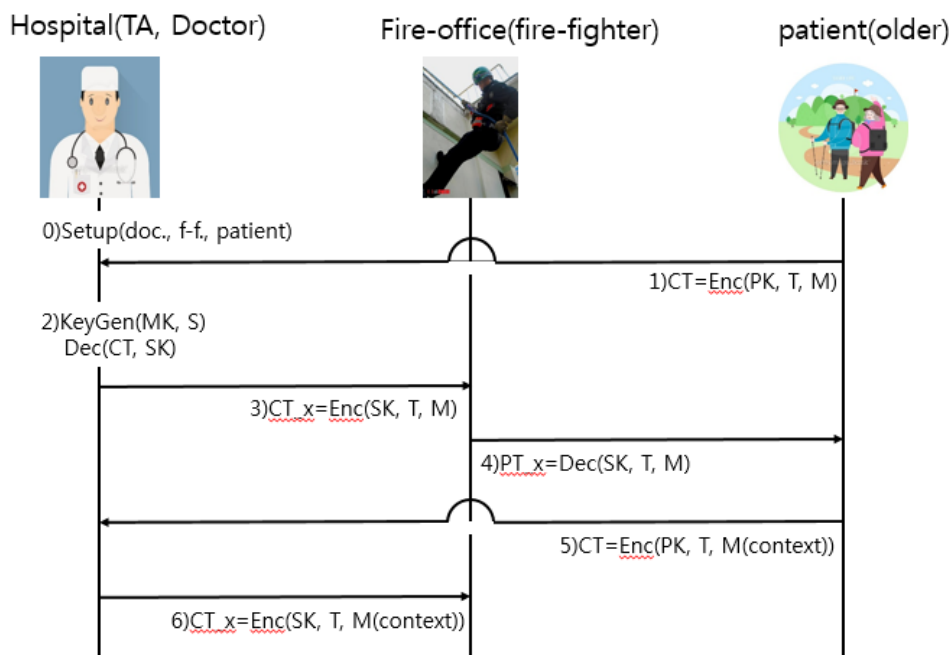 Hospital(TA, Doctor)
Fire-office(fire-fighter)
patient(older)
0)Setup(doc., f-f., patient)
1)CT=Enc(PK, T, M)
2)KeyGen(MK, S)
Dec(CT, SK)
3)CT_x=Enc(SK, T, M)
4)PT_x=Dec(SK, T, M)
5)CT=Enc(PK, T, M(context))
6)CT_x=Enc(SK, T, M(context))